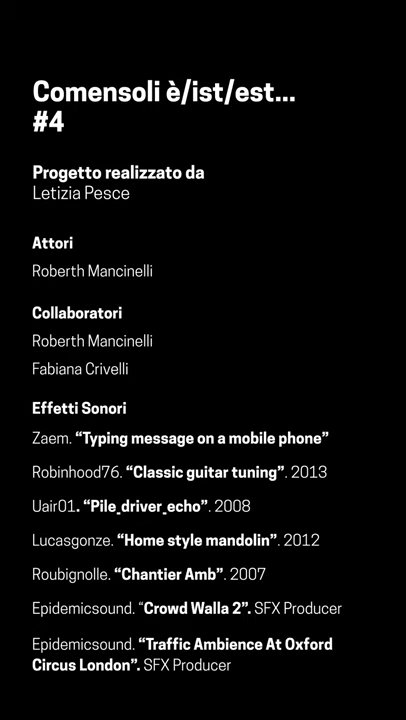 Comensoli è/ist/est...
#4
Progetto realizzato da
Letizia Pesce
Attori
Roberth Mancinelli
Collaboratori
Roberth Mancinelli
Fabiana Crivelli
Effetti Sonori
Zaem. “Typing message on a mobile phone”
Robinhood76. “Classic guitar tuning”. 2013
Uair01. “Pile_driver_echo”. 2008
Lucasgonze. “Home style mandolin”. 2012
Roubignolle. “Chantier Amb”. 2007
Epidemicsound. “Crowd Walla 2”. SFX Producer
Epidemicsound. “Traffic Ambience At Oxford
Circus London”. SFX Producer